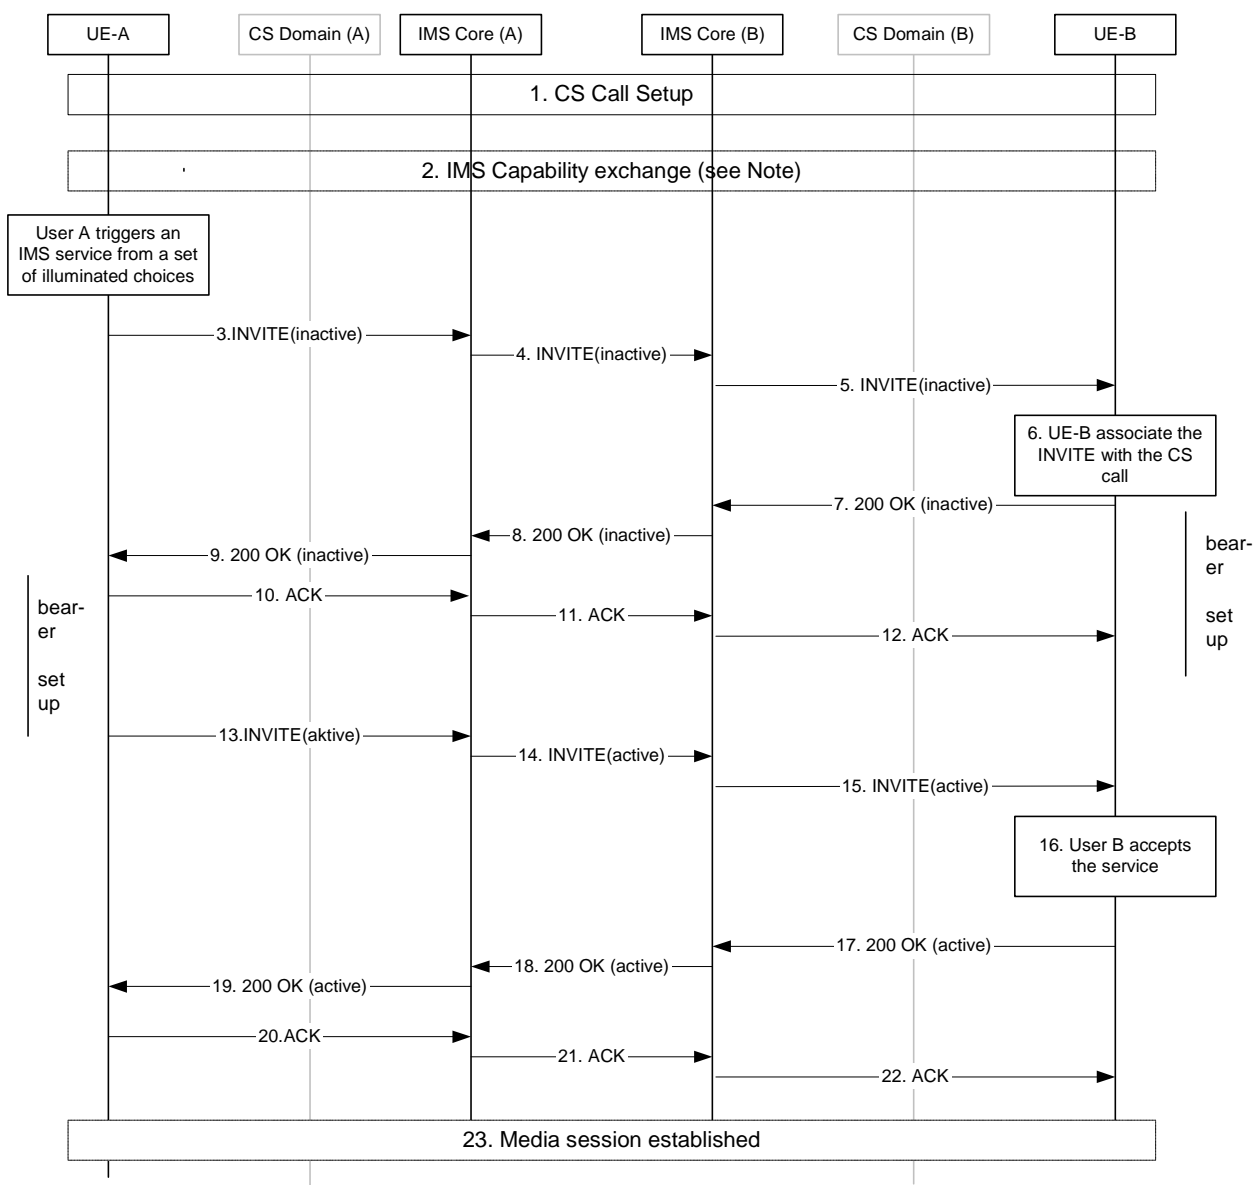 UE-A
CS Domain (A)
IMS Core (A)
IMS Core (B)
CS Domain (B)
UE-B
1. CS Call Setup
2. IMS Capability exchange (see Note)
User A triggers an
IMS service from a set
of illuminated choices
3.INVITE(inactive)
4. INVITE(inactive)
5. INVITE(inactive)
6. UE-B associate the
INVITE with the CS
call
7. 200 OK (inactive)
8. 200 OK (inactive)
9. 200 OK (inactive)
bear-
er
set
up
10. ACK
11. ACK
12. ACK
bear-
er
set
up
13.INVITE(aktive)
14. INVITE(active)
15. INVITE(active)
16. User B accepts
the service
17. 200 OK (active)
18. 200 OK (active)
19. 200 OK (active)
20.ACK
21. ACK
22. ACK
23. Media session established